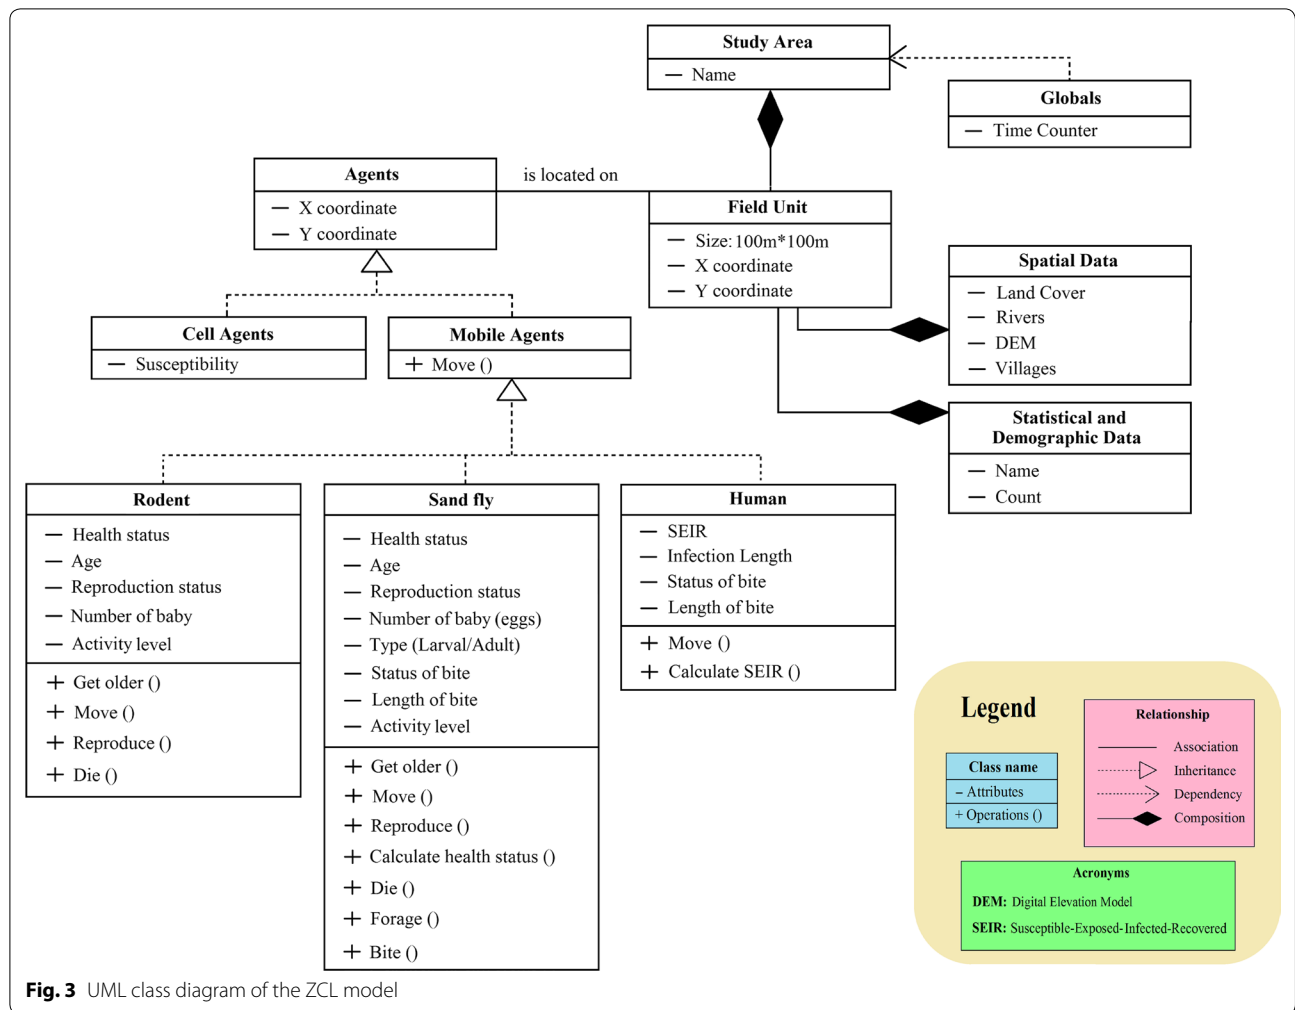 Study Area
— Name
Globals
— Time Counter
Agents
— X coordinate
— Y coordinate
is located on
Field Unit
— Size: 100m*100m
— X coordinate
— Y coordinate
Spatial Data
— Land Cover
— Rivers
— DEM
— Villages
Cell Agents
— Susceptibility
Mobile Agents
+ Move ()
Statistical and
Demographic Data
— Name
— Count
Rodent
— Health status
— Age
— Reproduction status
— Number of baby
— Activity level
+ Get older ()
+ Move ()
+ Reproduce ()
+ Die ()
Sand fly
— Health status
— Age
— Reproduction status
— Number of baby (eggs)
— Type (Larval/Adult)
— Status of bite
— Length of bite
— Activity level
+ Get older ()
+ Move ()
+ Reproduce ()
+ Calculate health status ()
+ Die ()
+ Forage ()
+ Bite ()
Human
— SEIR
— Infection Length
— Status of bite
— Length of bite
+ Move ()
+ Calculate SEIR ()
Legend
Class name
– Attributes
+ Operations ()
Relationship
Association
Inheritance
Dependency
Composition
Acronyms
DEM: Digital Elevation Model
SEIR: Susceptible-Exposed-Infected-Recovered
Fig. 3 UML class diagram of the ZCL model